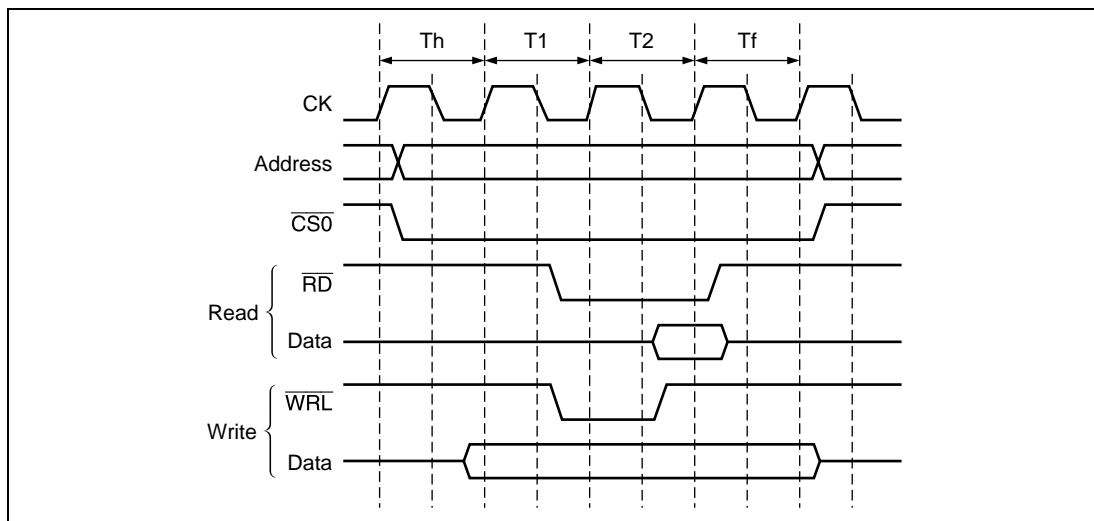 Th T1 T2 Tf
CK
Address
CS0
RD
Read
Data
WRL
Write
Data